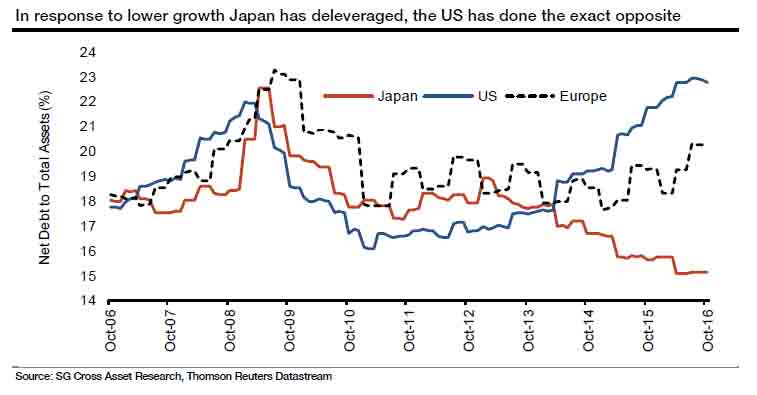 In response to lower growth Japan has deleveraged, the US has done the exact opposite
Net Debt to Total Assets (%)
24
23
22
21
20
19
18
17
16
15
14
Japan US Europe
Oct-06 Oct-07 Oct-08 Oct-09 Oct-10 Oct-11 Oct-12 Oct-13 Oct-14 Oct-15 Oct-16
Source: SG Cross Asset Research, Thomson Reuters Datastream